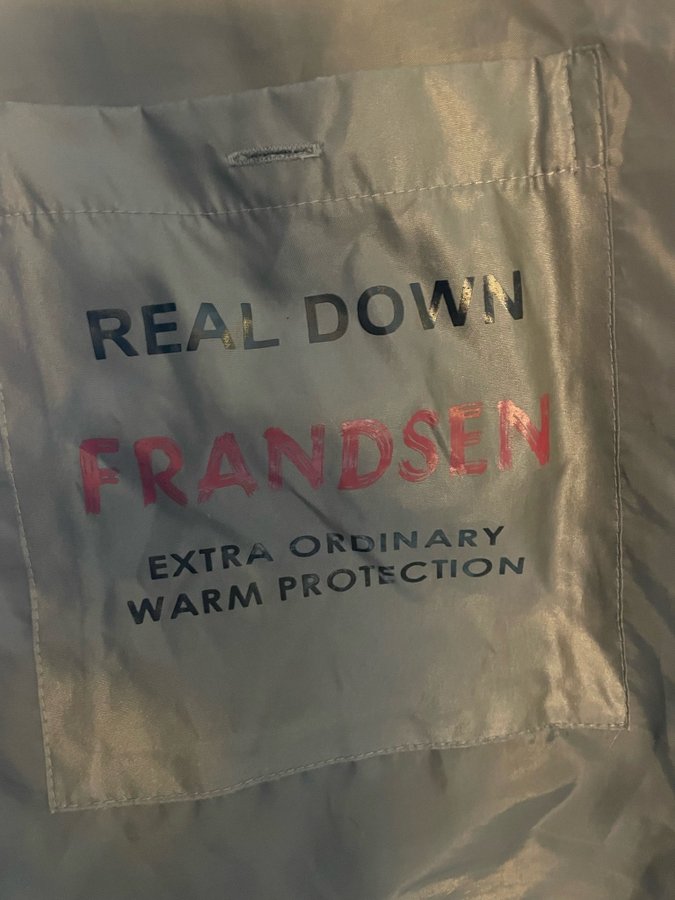 REAL DOWN
FRANDSEN
EXTRA ORDINARY
WARM PROTECTION